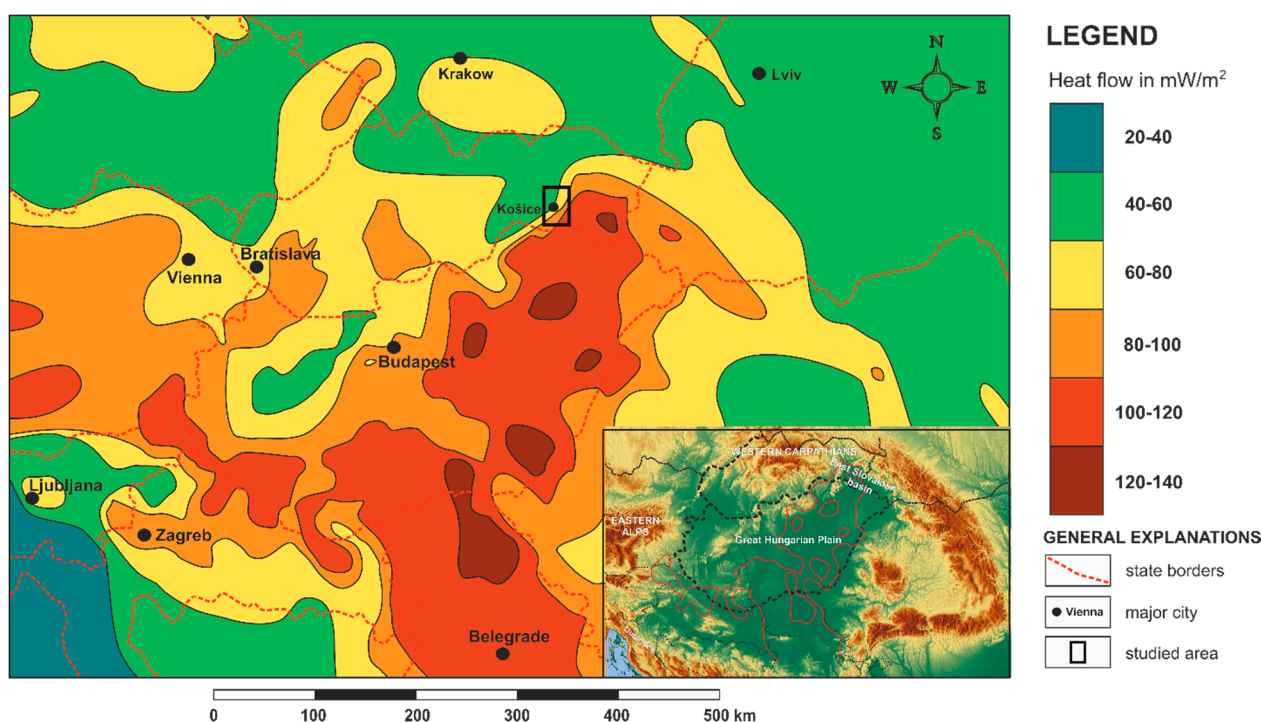 Krakow
Lviv
N
W E
S
Košice
Bratislava
Vienna
Budapest
Ljubljana
Zagreb
Belgrade
WESTERN CARPATHIANS
East Slovakian
basin
EASTERN
ALPS
Great Hungarian Plain
0 100 200 300 400 500 km
LEGEND
Heat flow in mW/m²
20-40
40-60
60-80
80-100
100-120
120-140
GENERAL EXPLANATIONS
state borders
Vienna major city
studied area